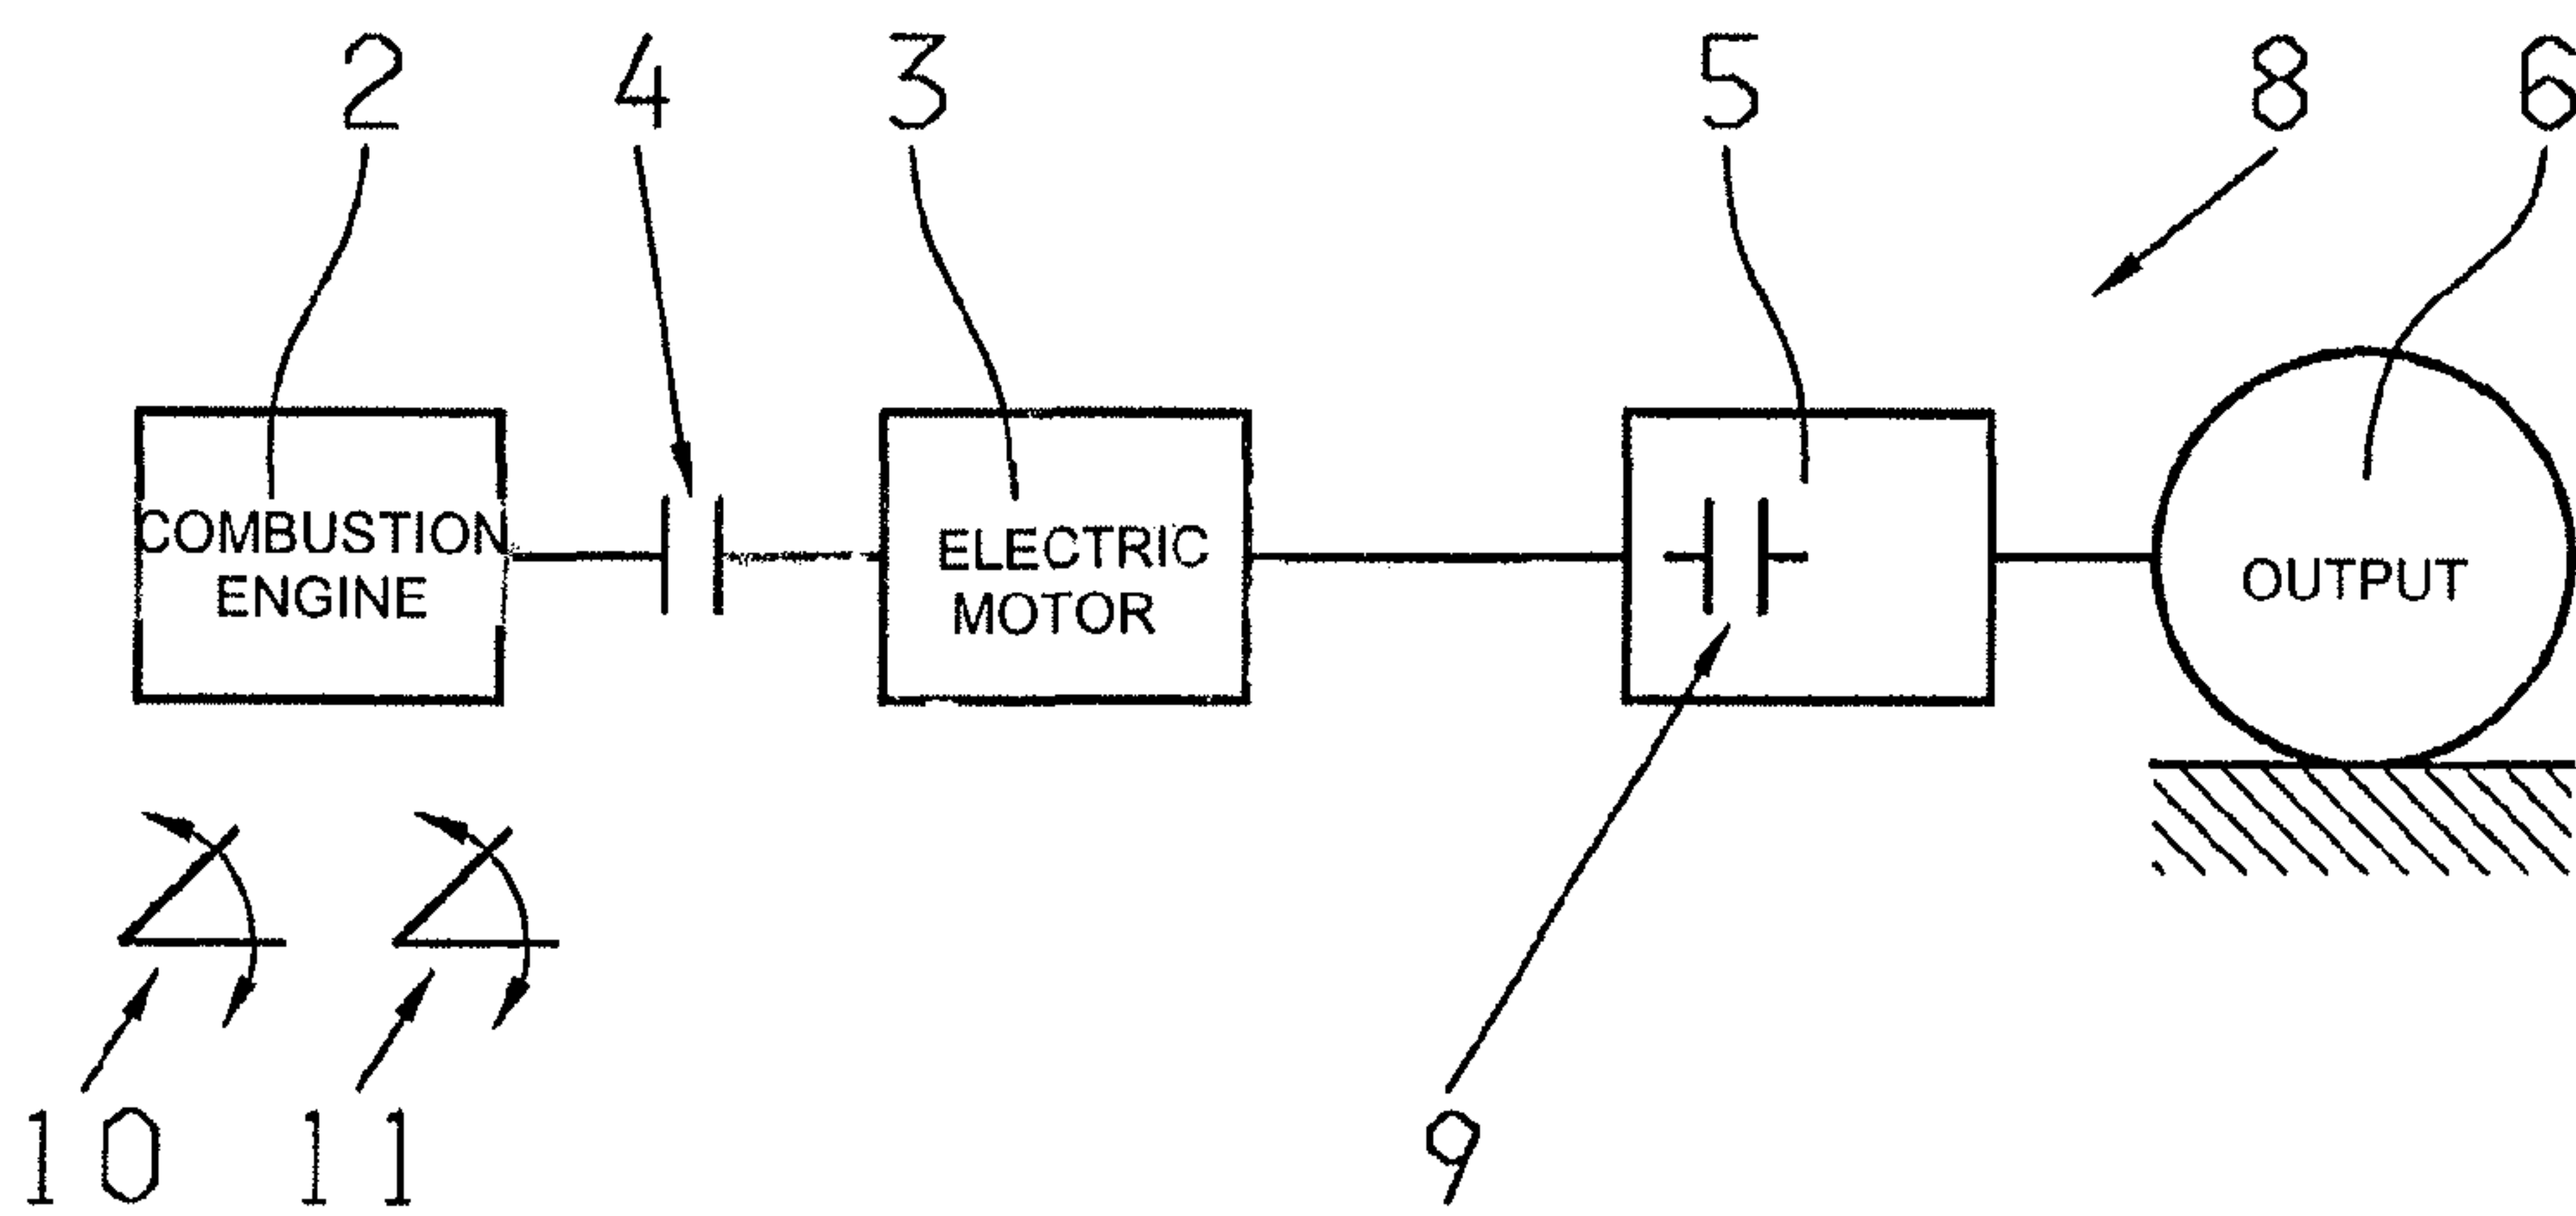 2 4 3 5 8 6
COMBUSTION
ENGINE
ELECTRIC
MOTOR
OUTPUT
10 11 9